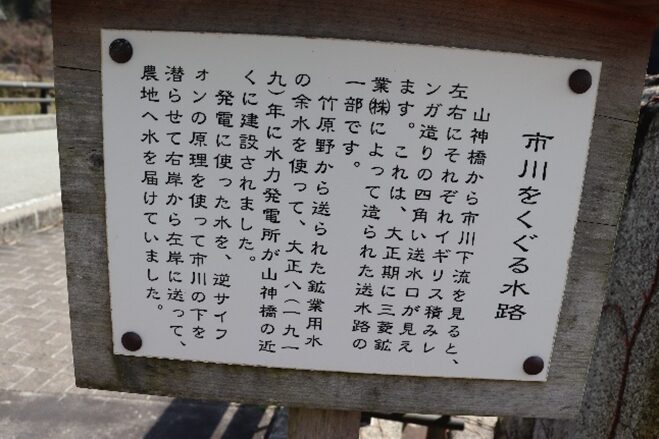 市川をくぐる水路
山神橋から市川下流を見ると、
左右にそれぞれイギリス積みレ
ンガ造りの四角い送水口が見え
ます。これは、大正期に三菱鉱
業㈱によって造られた送水路の
一部です。
竹原野から送られた鉱業用水
の余水を使って、大正八(一九一
九)年に水力発電所が山神橋の近
くに建設されました。
発電に使った水を、逆サイフ
オンの原理を使って市川の下を
潜らせて右岸から左岸に送って、
農地へ水を届けていました。